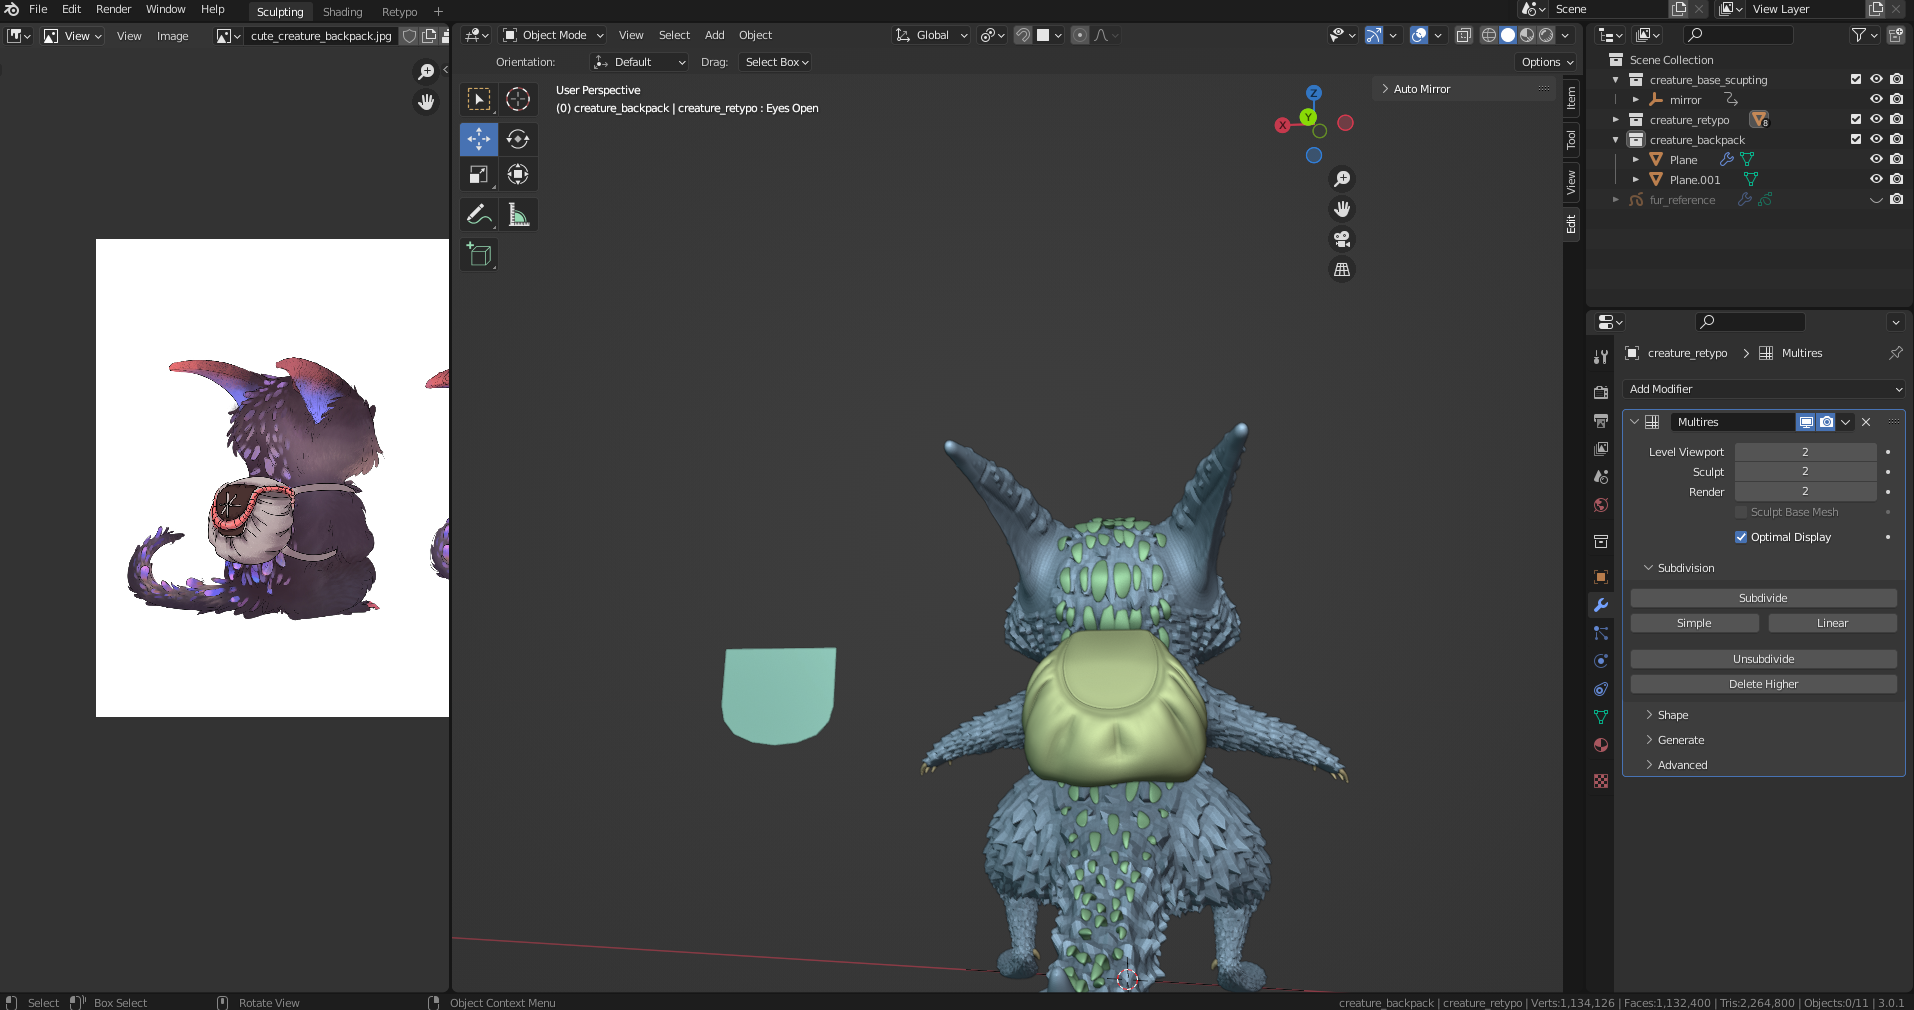 File Edit Render Window Help Sculpting Shading Retypo + Scene View Layer
View View Image cute_creature_backpack.jpg Object Mode View Select Add Object Global
Orientation: Default Drag: Select Box Options
User Perspective
(0) creature_backpack | creature_retypo : Eyes Open
Auto Mirror
Z
Y
X
Item
Tool
View
Edit
Scene Collection
creature_base_scupting
mirror
creature_retypo 8
creature_backpack
Plane
Plane.001
fur_reference
creature_retypo > Multires
Add Modifier
Multires
Level Viewport 2
Sculpt 2
Render 2
Sculpt Base Mesh
Optimal Display
Subdivision
Subdivide
Simple Linear
Unsubdivide
Delete Higher
Shape
Generate
Advanced
Select Box Select Rotate View Object Context Menu creature_backpack | creature_retypo | Verts:1,134,126 | Faces:1,132,400 | Tris:2,264,800 | Objects:0/11 | 3.0.1